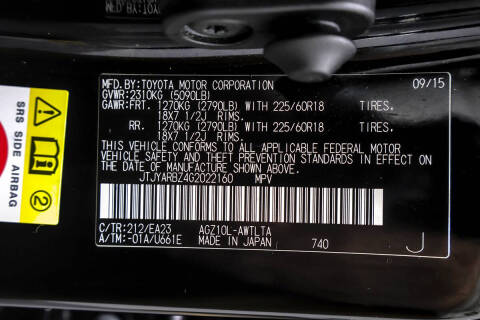 MFD.BY:TOYOTA MOTOR CORPORATION 09/15
GVWR:2310KG (5090LB)
GAWR:FRT. 1270KG (2790LB) WITH 225/60R18 TIRES,
18X7 1/2J RIMS.
RR. 1270KG (2790LB) WITH 225/60R18 TIRES,
18X7 1/2J RIMS.
THIS VEHICLE CONFORMS TO ALL APPLICABLE FEDERAL MOTOR
VEHICLE SAFETY AND THEFT PREVENTION STANDARDS IN EFFECT ON
THE DATE OF MANUFACTURE SHOWN ABOVE.
JTJYARBZ4G2022160 MPV
C/TR:212/EA23 AGZ10L-AWTLTA
A/TM:-01A/U661E MADE IN JAPAN 740 J
SRS SIDE AIRBAG
2